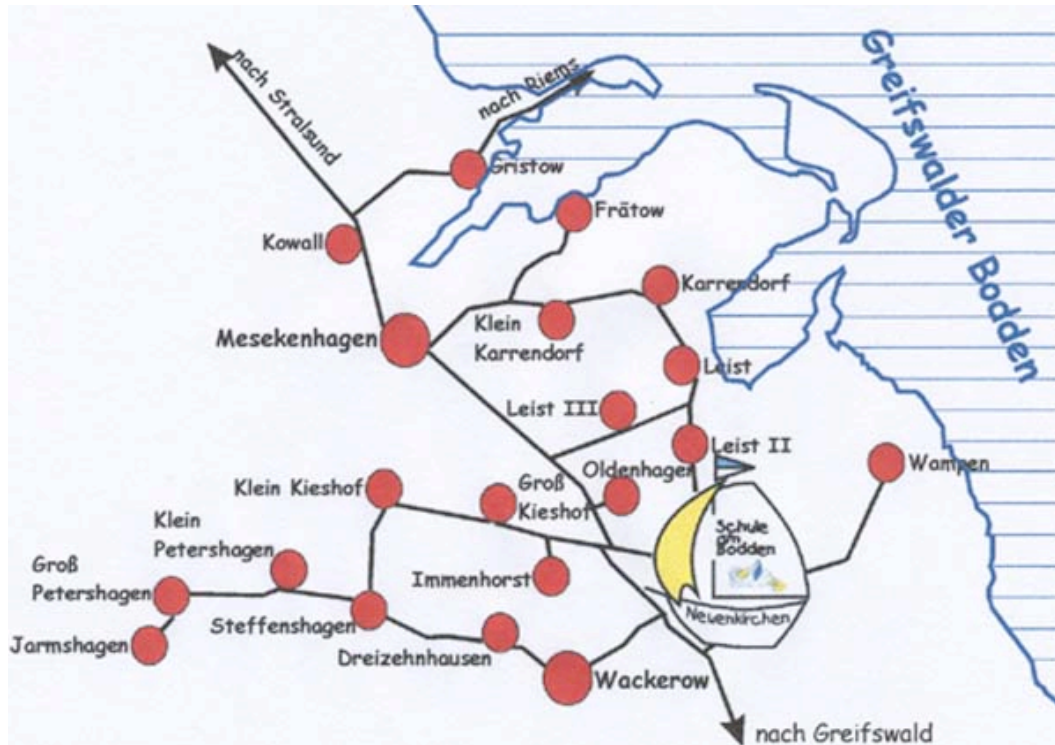 nach Stralsund
nach Riems
Greifswalder Bodden
Gristow
Frätow
Kowall
Karrendorf
Mesekenhagen
Klein
Karrendorf
Leist
Leist III
Leist II
Oldenhagen
Wampen
Klein Kieshof
Groß
Kieshof
Klein
Petershagen
Schule
am
Bodden
Groß
Petershagen
Immenhorst
Neuenkirchen
Steffenshagen
Jarmshagen
Dreizehnhausen
Wackerow
nach Greifswald